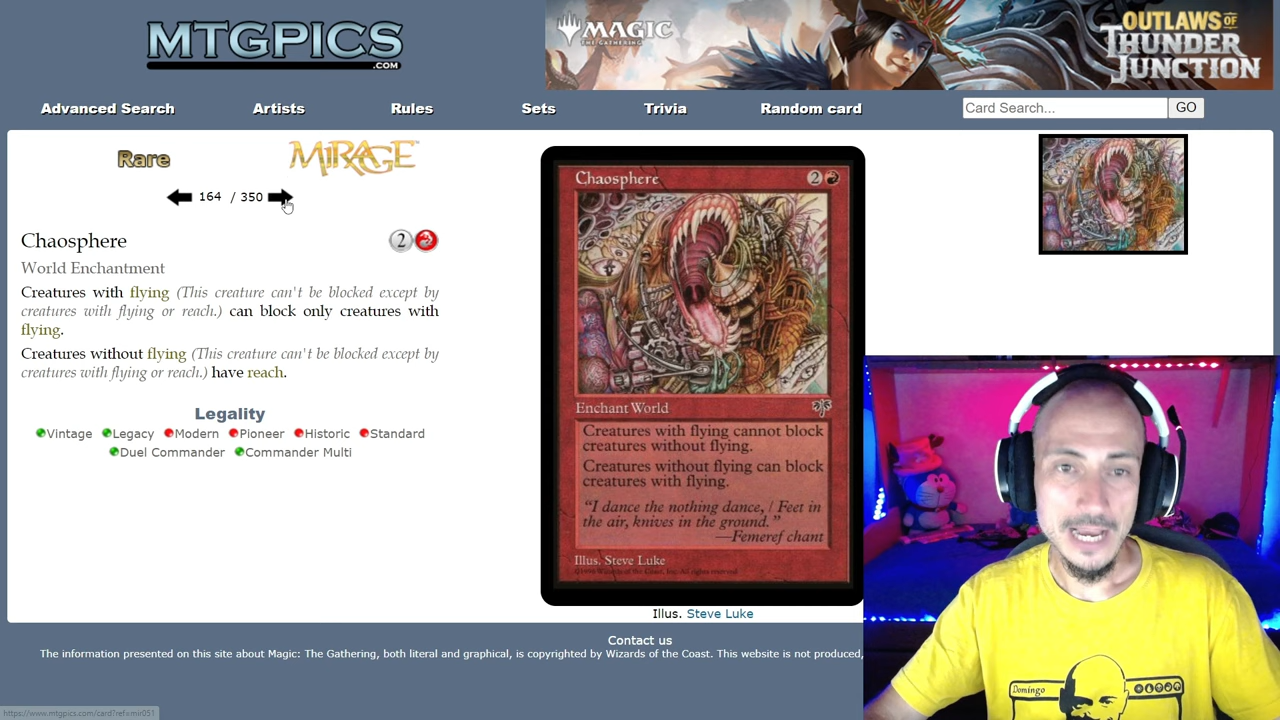 MTGPICS
.COM
MAGIC
THE GATHERING
OUTLAWS OF
THUNDER
JUNCTION
Advanced Search
Artists
Rules
Sets
Trivia
Random card
Card Search...
GO
Rare
MIRAGE
164 / 350
Chaosphere
World Enchantment
Creatures with flying (This creature can't be blocked except by
creatures with flying or reach.) can block only creatures with
flying.
Creatures without flying (This creature can't be blocked except by
creatures with flying or reach.) have reach.
Legality
Vintage Legacy Modern Pioneer Historic Standard
Duel Commander Commander Multi
Chaosphere 2
Enchant World
Creatures with flying cannot block
creatures without flying.
Creatures without flying can block
creatures with flying.
"I dance the nothing dance, / Feet in
the air, knives in the ground."
—Femeref chant
Illus. Steve Luke
Illus. Steve Luke
Contact us
The information presented on this site about Magic: The Gathering, both literal and graphical, is copyrighted by Wizards of the Coast. This website is not produced,
https://www.mtgpics.com/card?ref=mir051
Domingo